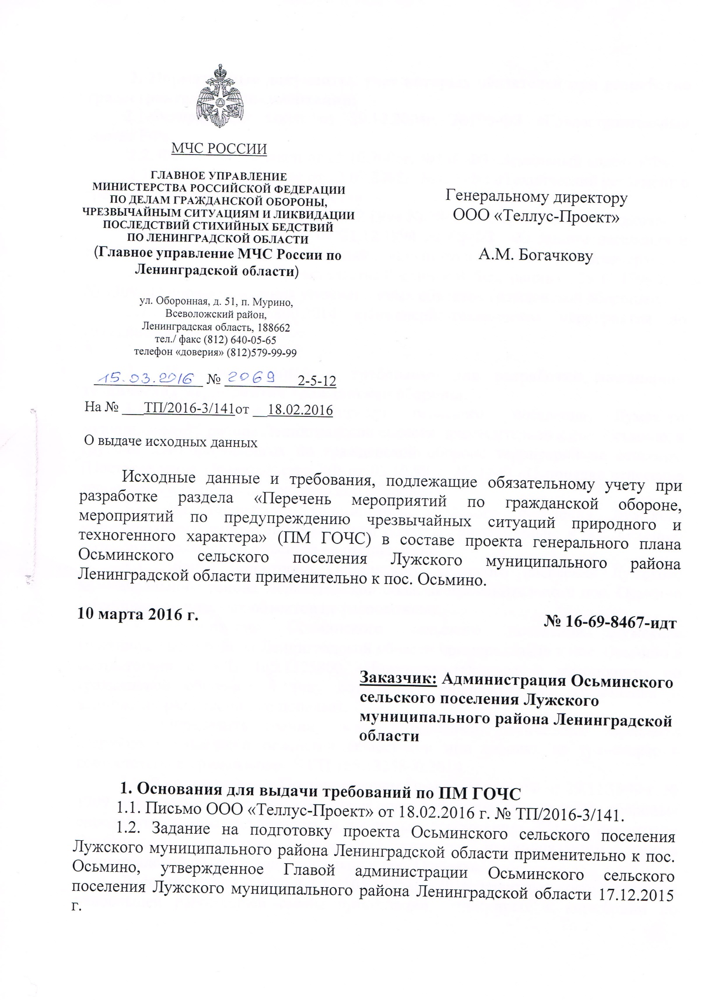 МЧС РОССИИ
ГЛАВНОЕ УПРАВЛЕНИЕ
МИНИСТЕРСТВА РОССИЙСКОЙ ФЕДЕРАЦИИ
ПО ДЕЛАМ ГРАЖДАНСКОЙ ОБОРОНЫ,
ЧРЕЗВЫЧАЙНЫМ СИТУАЦИЯМ И ЛИКВИДАЦИИ
ПОСЛЕДСТВИЙ СТИХИЙНЫХ БЕДСТВИЙ
ПО ЛЕНИНГРАДСКОЙ ОБЛАСТИ
(Главное управление МЧС России по
Ленинградской области)
ул. Оборонная, д. 51, п. Мурино,
Всеволожский район,
Ленинградская область, 188662
тел./ факс (812) 640-05-65
телефон «доверия» (812)579-99-99
15.03.2016 № 2069 2-5-12
На № ___ТП/2016-3/141от __18.02.2016
О выдаче исходных данных
Генеральному директору
ООО «Теллус-Проект»
А.М. Богачкову
Исходные данные и требования, подлежащие обязательному учету при
разработке раздела «Перечень мероприятий по гражданской обороне,
мероприятий по предупреждению чрезвычайных ситуаций природного и
техногенного характера» (ПМ ГОЧС) в составе проекта генерального плана
Осьминского сельского поселения Лужского муниципального района
Ленинградской области применительно к пос. Осьмино.
10 марта 2016 г. № 16-69-8467-идт
Заказчик: Администрация Осьминского
сельского поселения Лужского
муниципального района Ленинградской
области
1. Основания для выдачи требований по ПМ ГОЧС
1.1. Письмо ООО «Теллус-Проект» от 18.02.2016 г. № ТП/2016-3/141.
1.2. Задание на подготовку проекта Осьминского сельского поселения
Лужского муниципального района Ленинградской области применительно к пос.
Осьмино, утвержденное Главой администрации Осьминского сельского
поселения Лужского муниципального района Ленинградской области 17.12.2015
г.